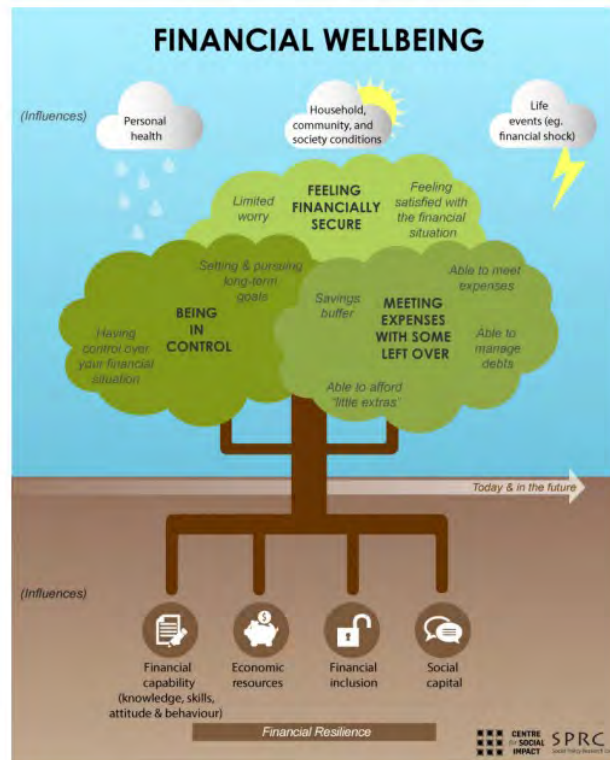 FINANCIAL WELLBEING
(Influences)
Personal
health
Household,
community, and
society conditions
Life
events (eg.
financial shock)
Limited
worry
FEELING
FINANCIALLY
SECURE
Feeling
satisfied with
the financial
situation
Setting & pursuing
long-term
goals
BEING
IN
CONTROL
Having
control over
your financial
situation
Savings
buffer
MEETING
EXPENSES
WITH SOME
LEFT OVER
Able to meet
expenses
Able to
manage
debts
Able to afford
"little extras"
Today & in the future
(Influences)
Financial
capability
(knowledge, skills,
attitude & behaviour)
Economic
resources
Financial
inclusion
Social
capital
Financial Resilience
CENTRE
for SOCIAL
IMPACT
SPRC
Social Policy Research